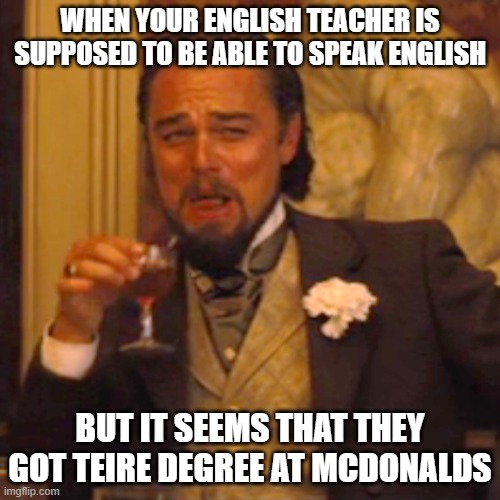 WHEN YOUR ENGLISH TEACHER IS
SUPPOSED TO BE ABLE TO SPEAK ENGLISH
BUT IT SEEMS THAT THEY
GOT TEIRE DEGREE AT MCDONALDS
imgflip.com